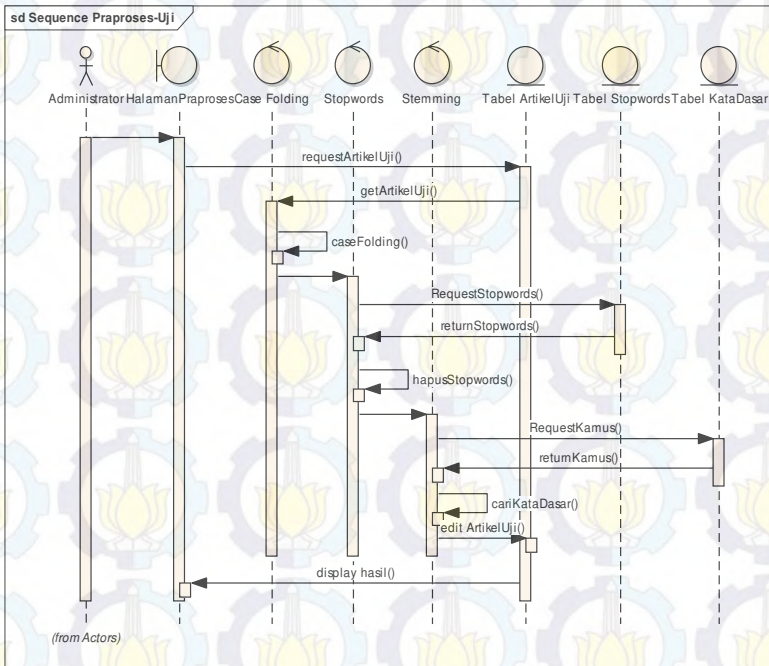 sd Sequence Praproses-Uji
Administrator HalamanPraproses Case Folding Stopwords Stemming Tabel ArtikelUji Tabel Stopwords Tabel KataDasar
requestArtikelUji()
getArtikelUji()
caseFolding()
RequestStopwords()
returnStopwords()
hapusStopwords()
RequestKamus()
returnKamus()
cariKataDasar()
edit ArtikelUji()
display hasil()
(from Actors)